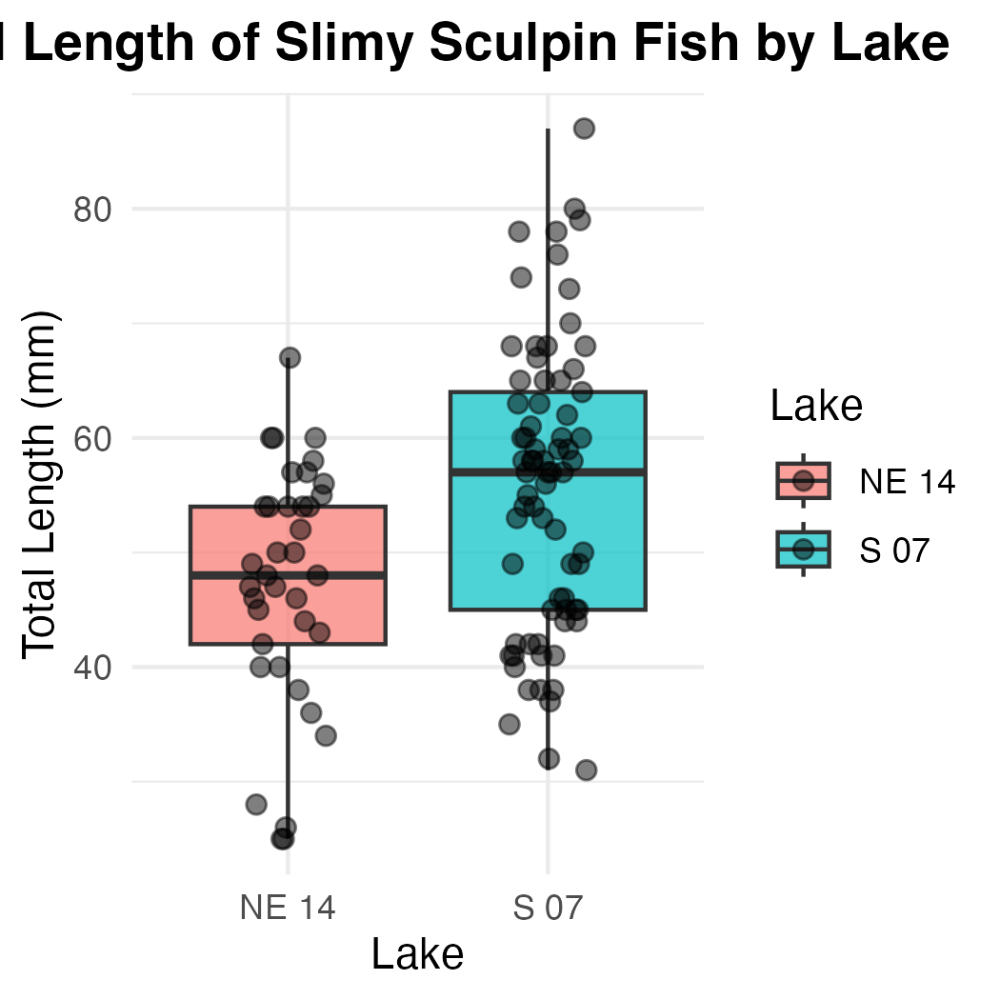 Length of Slimy Sculpin Fish by Lake
80
60
40
Total Length (mm)
NE 14
S 07
Lake
Lake
NE 14
S 07